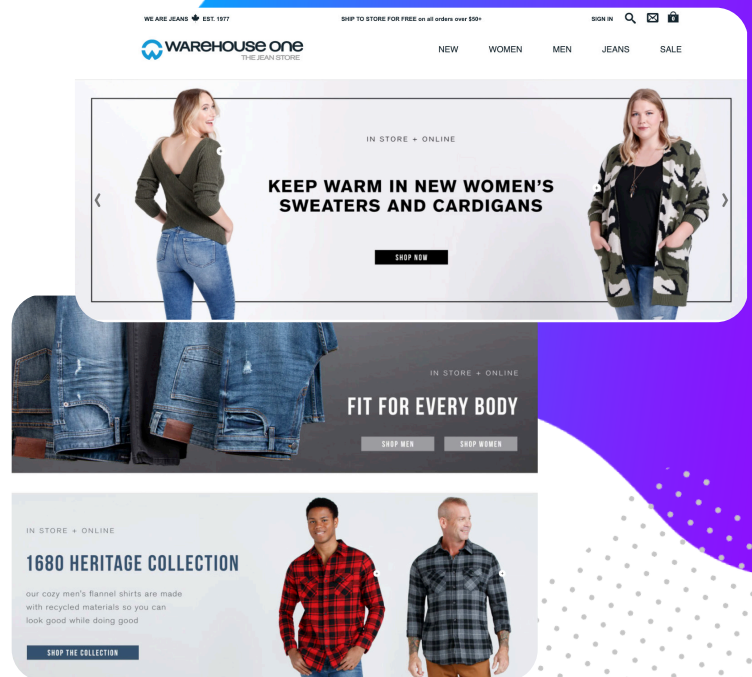 WE ARE JEANS EST. 1977
SHIP TO STORE FOR FREE on all orders over $50+
SIGN IN
0
WAREHOUSE ONE
THE JEAN STORE
NEW WOMEN MEN JEANS SALE
IN STORE + ONLINE
KEEP WARM IN NEW WOMEN'S
SWEATERS AND CARDIGANS
SHOP NOW
IN STORE + ONLINE
FIT FOR EVERY BODY
SHOP MEN SHOP WOMEN
IN STORE + ONLINE
1680 HERITAGE COLLECTION
our cozy men's flannel shirts are made
with recycled materials so you can
look good while doing good
SHOP THE COLLECTION